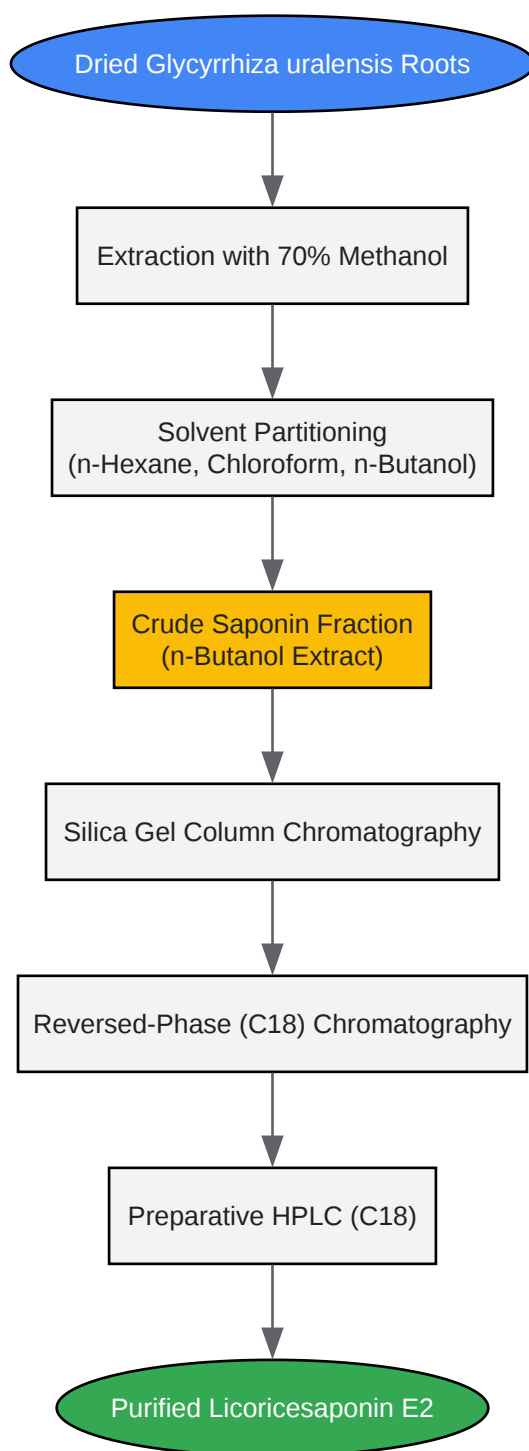 Dried Glycyrrhiza uralensis Roots
Extraction with 70% Methanol
Solvent Partitioning
(n-Hexane, Chloroform, n-Butanol)
Crude Saponin Fraction
(n-Butanol Extract)
Silica Gel Column Chromatography
Reversed-Phase (C18) Chromatography
Preparative HPLC (C18)
Purified Licoricesaponin E2